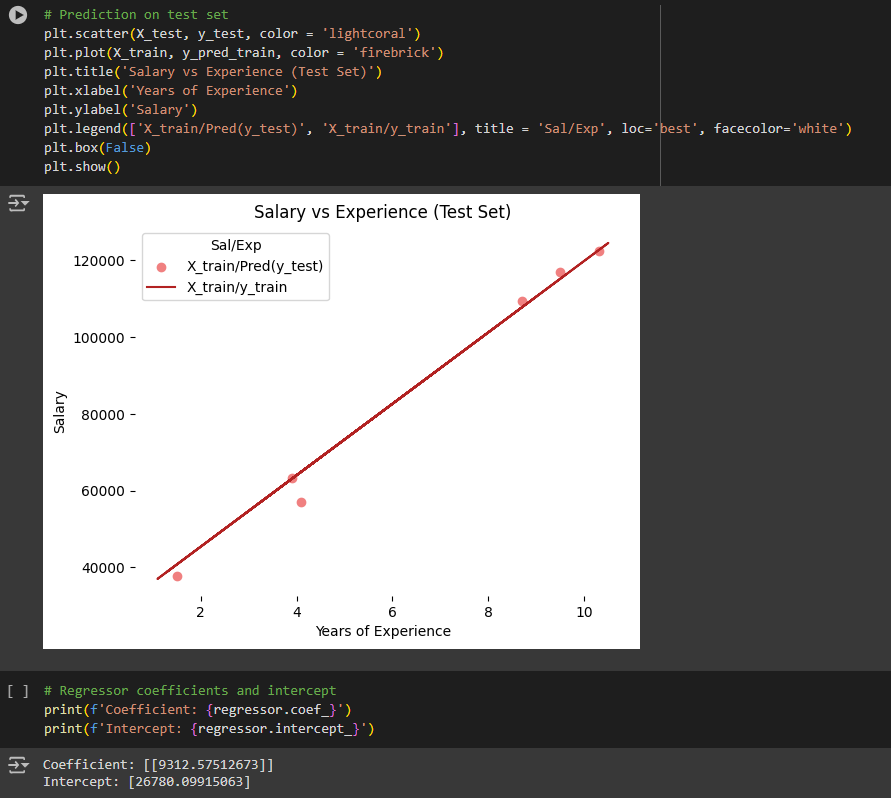 # Prediction on test set
plt.scatter(X_test, y_test, color = 'lightcoral')
plt.plot(X_train, y_pred_train, color = 'firebrick')
plt.title('Salary vs Experience (Test Set)')
plt.xlabel('Years of Experience')
plt.ylabel('Salary')
plt.legend(['X_train/Pred(y_test)', 'X_train/y_train'], title = 'Sal/Exp', loc='best', facecolor='white')
plt.box(False)
plt.show()
Salary vs Experience (Test Set)
Sal/Exp
X_train/Pred(y_test)
X_train/y_train
120000
100000
80000
60000
40000
Salary
2 4 6 8 10
Years of Experience
[ ] # Regressor coefficients and intercept
print(f'Coefficient: {regressor.coef_}')
print(f'Intercept: {regressor.intercept_}')
Coefficient: [[9312.57512673]]
Intercept: [26780.09915063]